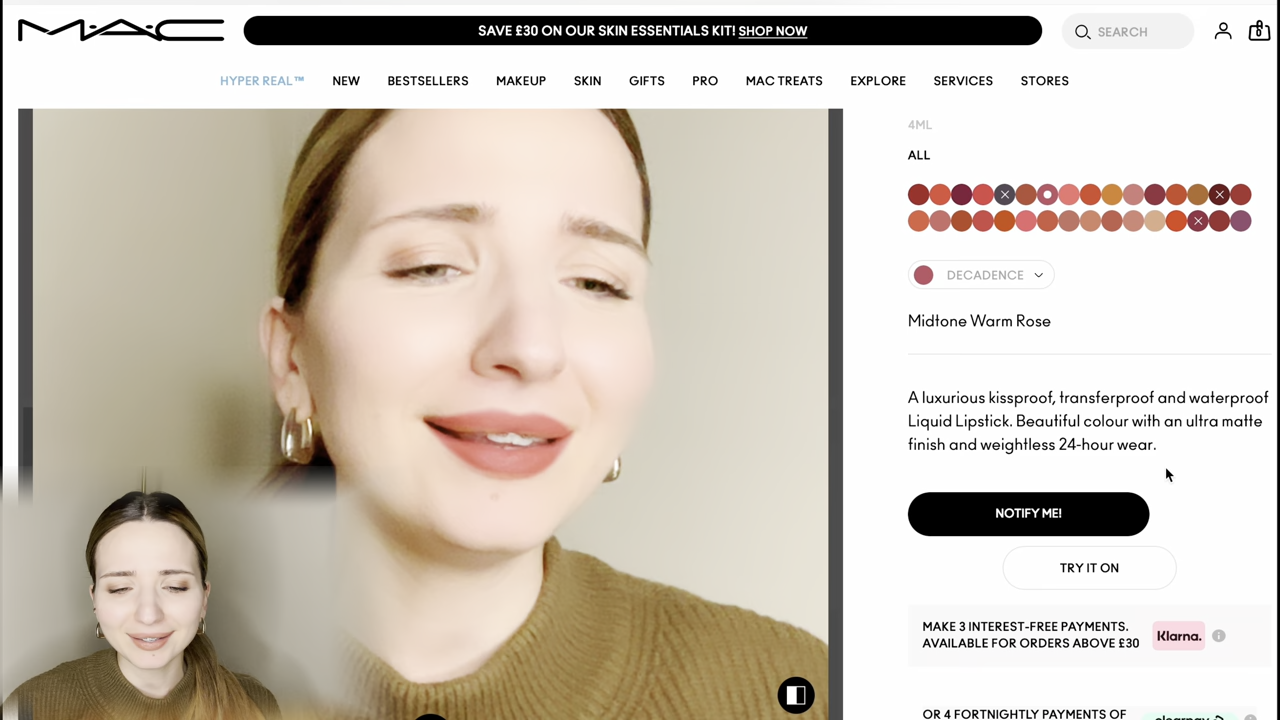 MAC
SAVE £30 ON OUR SKIN ESSENTIALS KIT! SHOP NOW
SEARCH
6
HYPER REAL™ NEW BESTSELLERS MAKEUP SKIN GIFTS PRO MAC TREATS EXPLORE SERVICES STORES
4ML
ALL
DECADENCE
Midtone Warm Rose
A luxurious kissproof, transferproof and waterproof
Liquid Lipstick. Beautiful colour with an ultra matte
finish and weightless 24-hour wear.
NOTIFY ME!
TRY IT ON
MAKE 3 INTEREST-FREE PAYMENTS.
AVAILABLE FOR ORDERS ABOVE £30
Klarna.
OR 4 FORTNIGHTLY PAYMENTS OF
clearpay